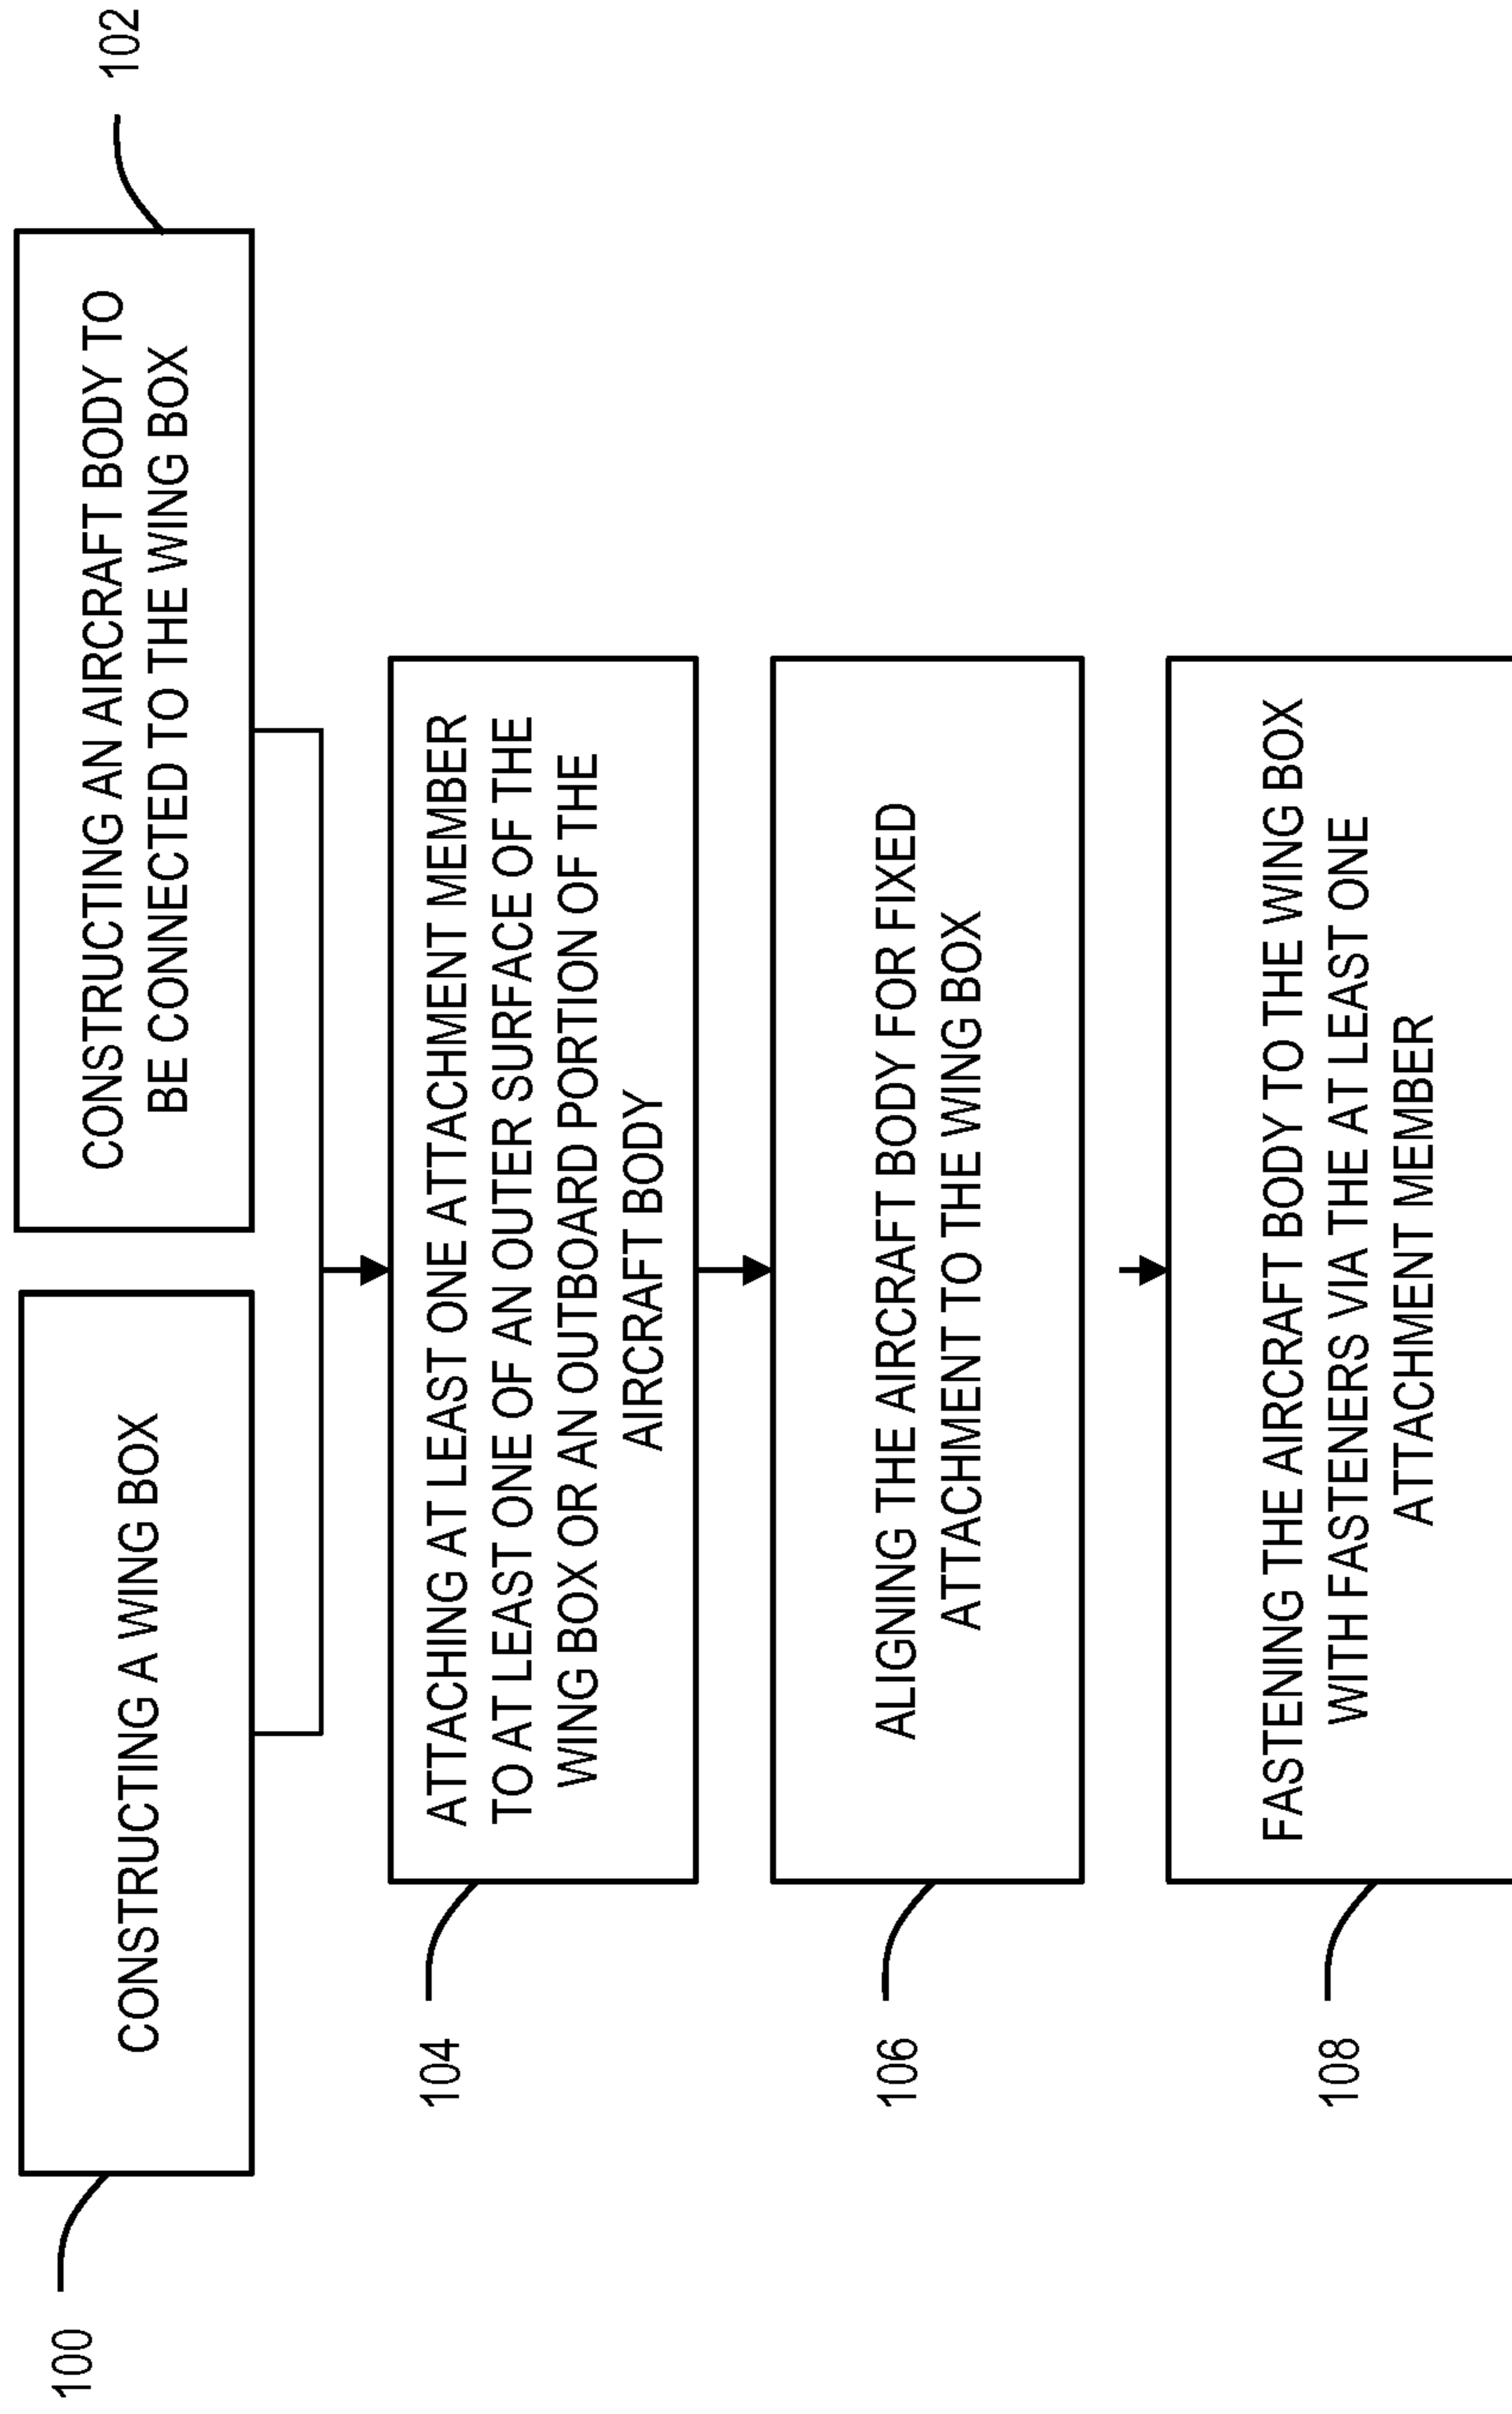 100
CONSTRUCTING A WING BOX
CONSTRUCTING AN AIRCRAFT BODY TO
BE CONNECTED TO THE WING BOX
102
104
ATTACHING AT LEAST ONE ATTACHMENT MEMBER
TO AT LEAST ONE OF AN OUTER SURFACE OF THE
WING BOX OR AN OUTBOARD PORTION OF THE
AIRCRAFT BODY
106
ALIGNING THE AIRCRAFT BODY FOR FIXED
ATTACHMENT TO THE WING BOX
108
FASTENING THE AIRCRAFT BODY TO THE WING BOX
WITH FASTENERS VIA THE AT LEAST ONE
ATTACHMENT MEMBER